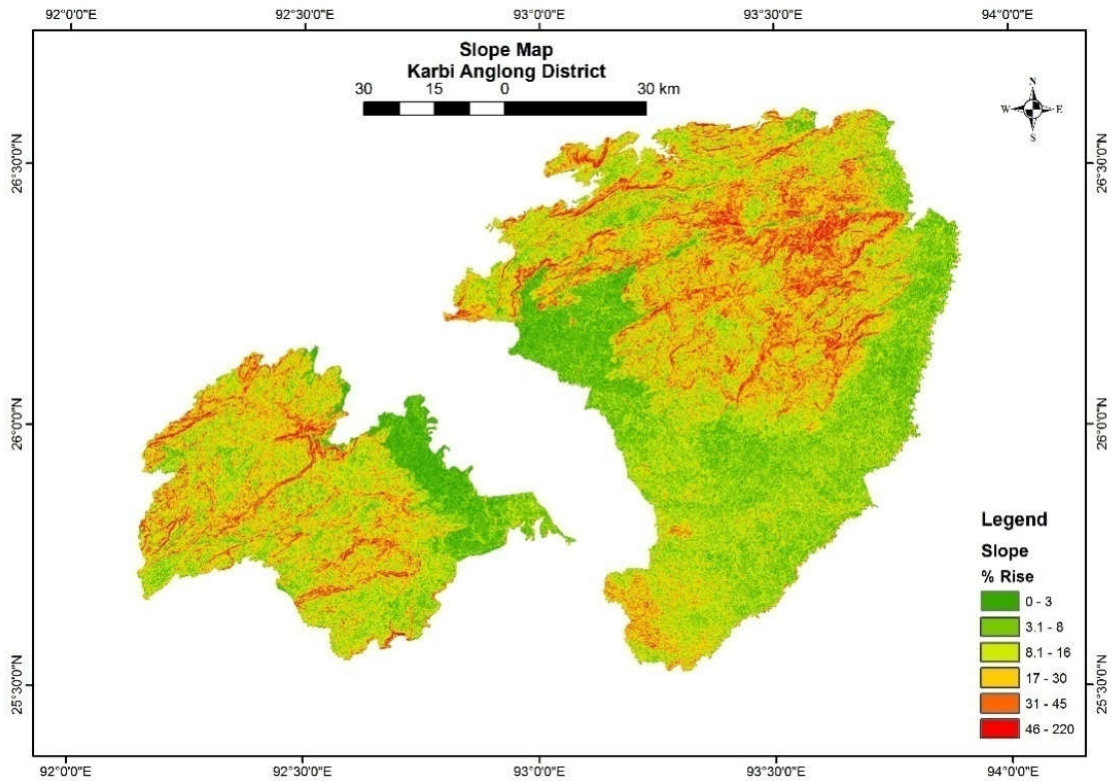 92°0'0"E 92°30'0"E 93°0'0"E 93°30'0"E 94°0'0"E
Slope Map
Karbi Anglong District
30 15 0 30 km
N
W E
S
26°30'0"N 26°30'0"N
26°0'0"N 26°0'0"N
25°30'0"N 25°30'0"N
Legend
Slope
% Rise
0 - 3
3.1 - 8
8.1 - 16
17 - 30
31 - 45
46 - 220
92°0'0"E 92°30'0"E 93°0'0"E 93°30'0"E 94°0'0"E